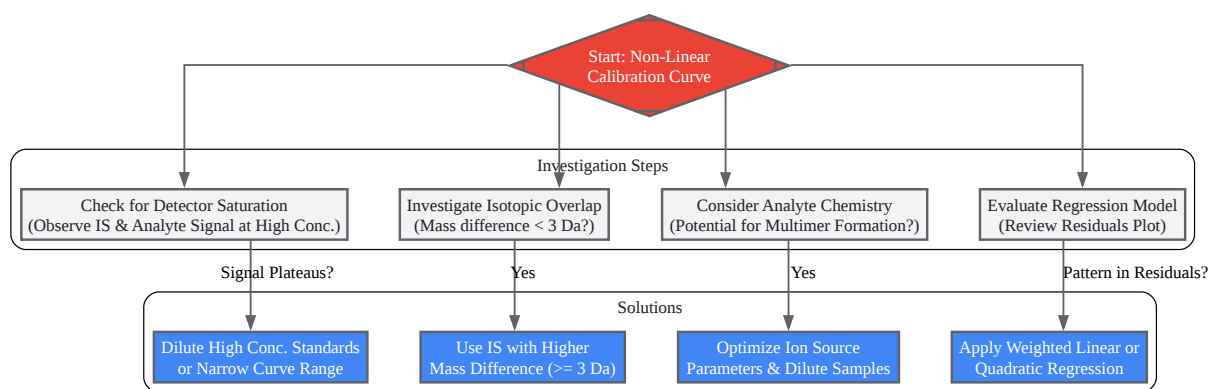 Start: Non-Linear
Calibration Curve
Investigation Steps
Check for Detector Saturation
(Observe IS & Analyte Signal at High Conc.)
Investigate Isotopic Overlap
(Mass difference < 3 Da?)
Consider Analyte Chemistry
(Potential for Multimer Formation?)
Evaluate Regression Model
(Review Residuals Plot)
Signal Plateaus?
Yes
Yes
Pattern in Residuals?
Solutions
Dilute High Conc. Standards
or Narrow Curve Range
Use IS with Higher
Mass Difference (>= 3 Da)
Optimize Ion Source
Parameters & Dilute Samples
Apply Weighted Linear or
Quadratic Regression